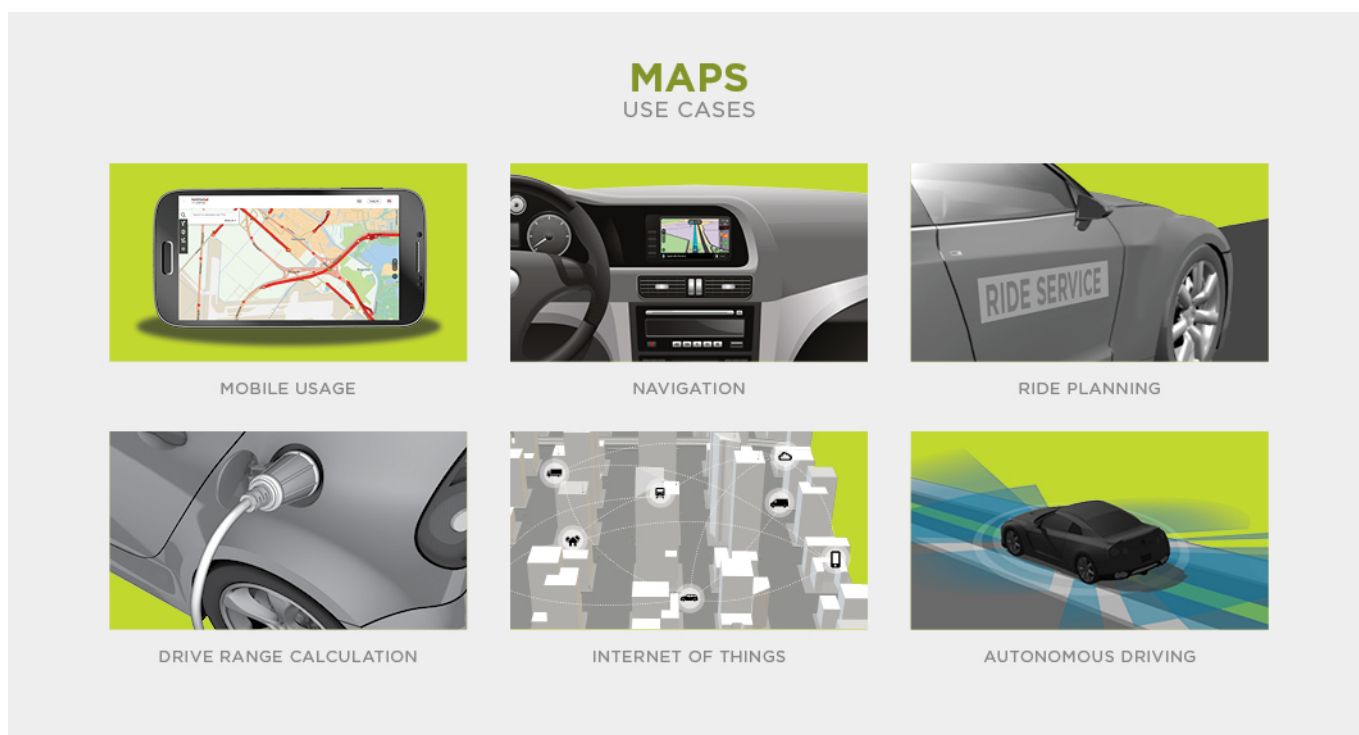 MAPS
USE CASES
RIDE SERVICE
MOBILE USAGE
NAVIGATION
RIDE PLANNING
DRIVE RANGE CALCULATION
INTERNET OF THINGS
AUTONOMOUS DRIVING